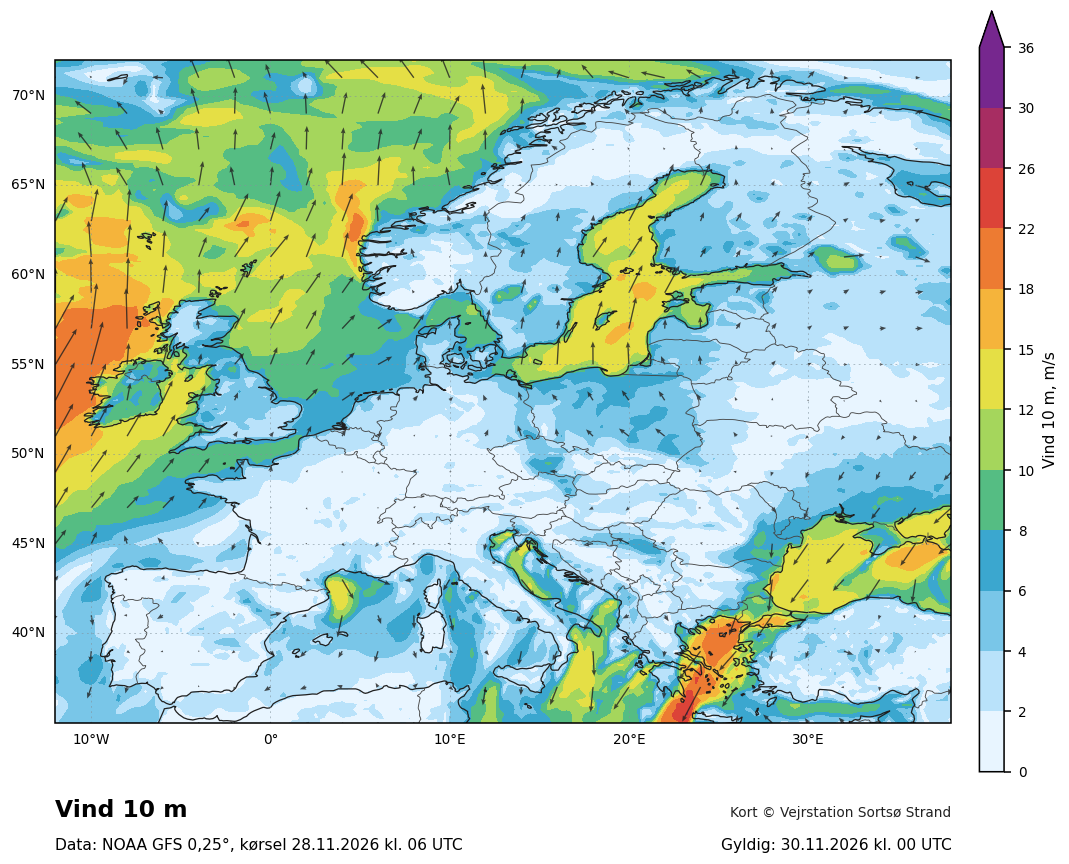 70°N
65°N
60°N
55°N
50°N
45°N
40°N
10°W
0°
10°E
20°E
30°E
36
30
26
22
18
15
12
10
8
6
4
2
0
Vind 10 m, m/s
Vind 10 m
Kort © Vejrstation Sortsø Strand
Data: NOAA GFS 0,25°, kørsel 28.11.2026 kl. 06 UTC
Gyldig: 30.11.2026 kl. 00 UTC